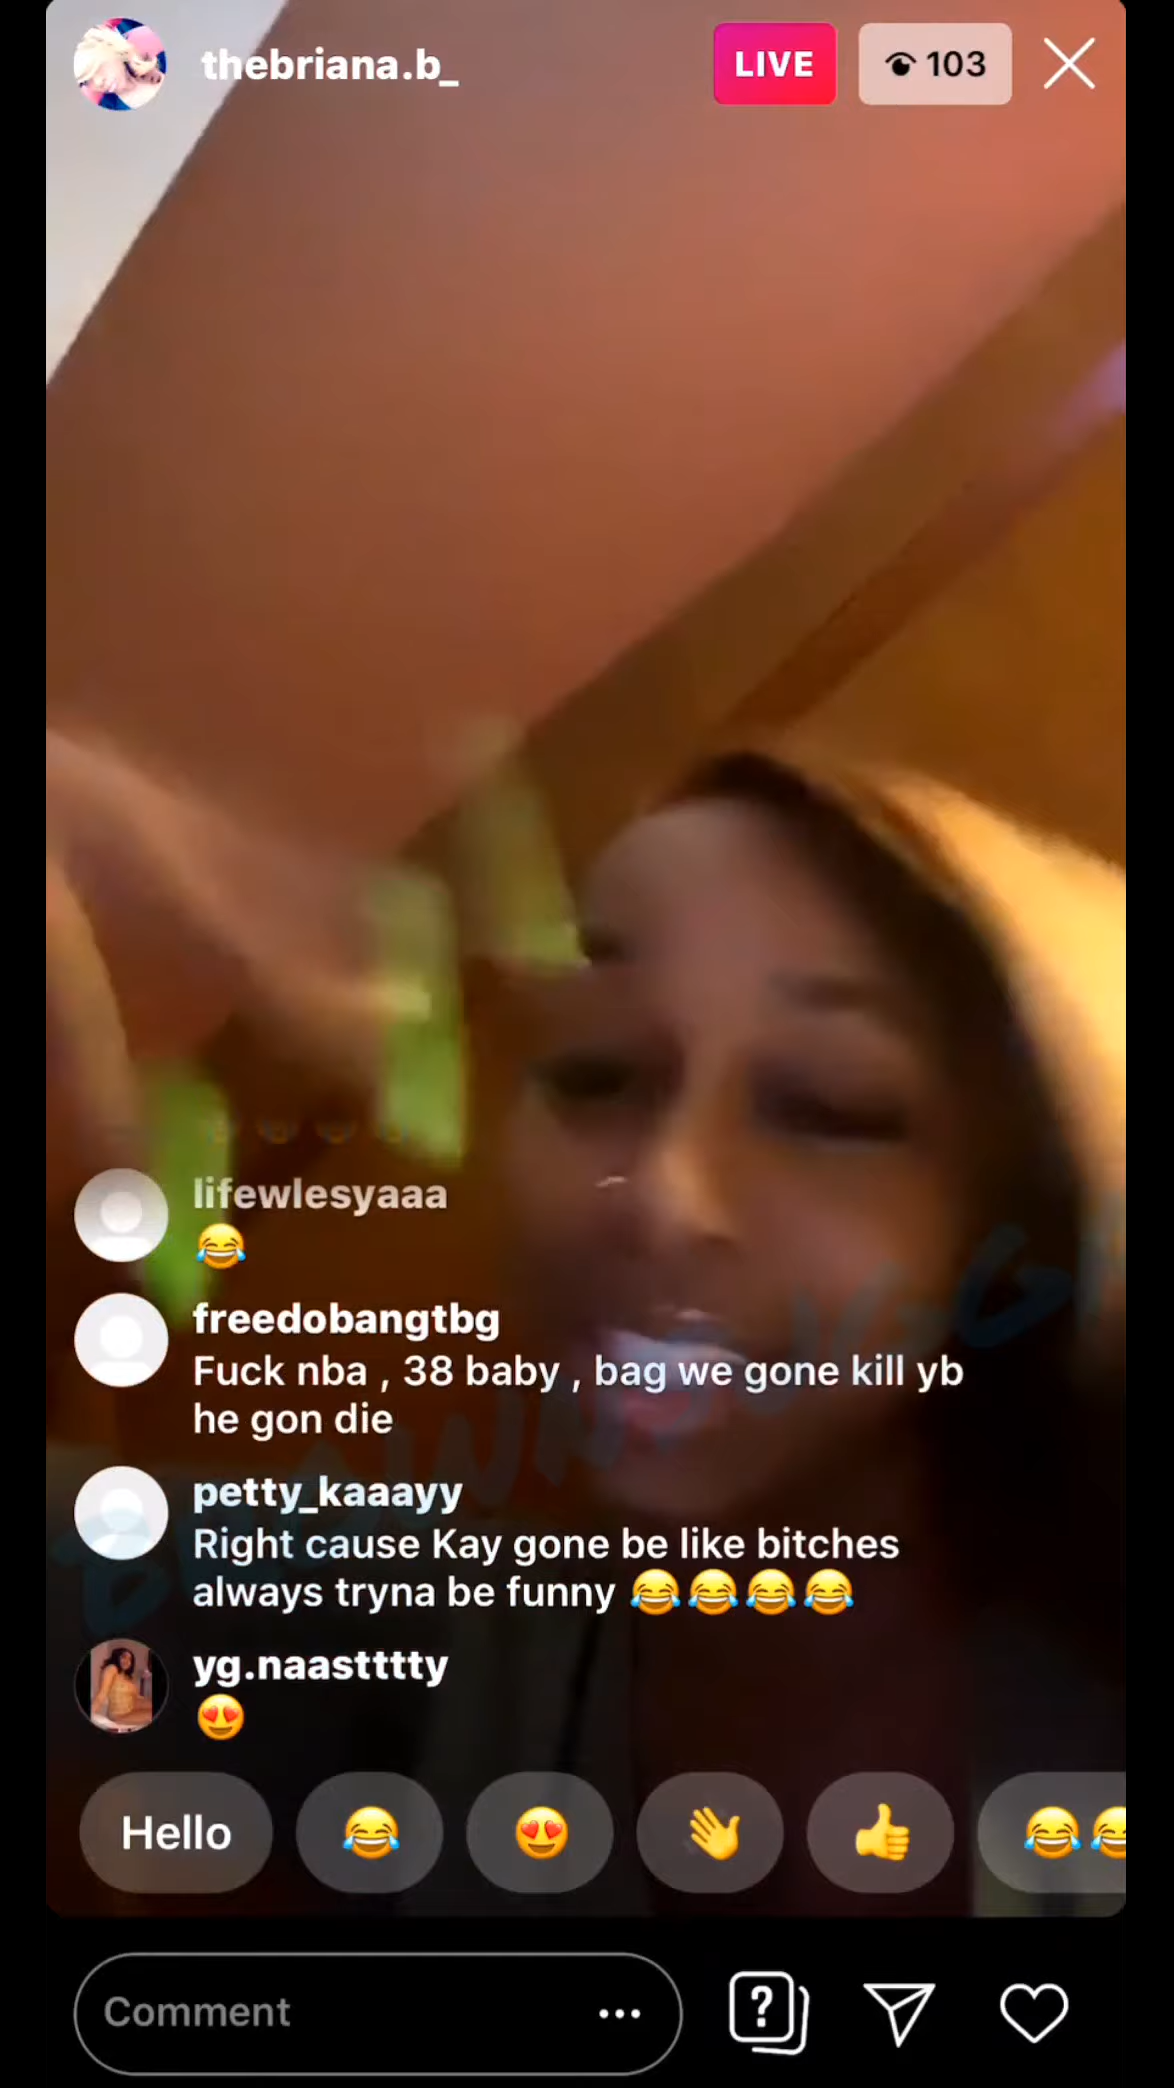 thebriana.b_
LIVE
103
lifewlesyaaa
😂
freedobangtbg
Fuck nba , 38 baby , bag we gone kill yb
he gon die
petty_kaaayy
Right cause Kay gone be like bitches
always tryna be funny 😂😂😂😂
yg.naasttttty
😍
Hello 😂 😍 👋 👍 😂😂
Comment
?